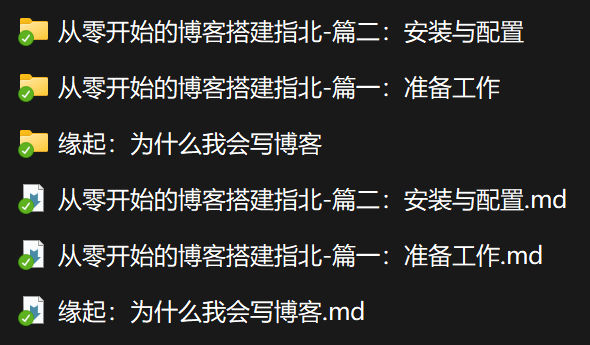 从零开始的博客搭建指北-篇二：安装与配置
从零开始的博客搭建指北-篇一：准备工作
缘起：为什么我会写博客
从零开始的博客搭建指北-篇二：安装与配置.md
从零开始的博客搭建指北-篇一：准备工作.md
缘起：为什么我会写博客.md